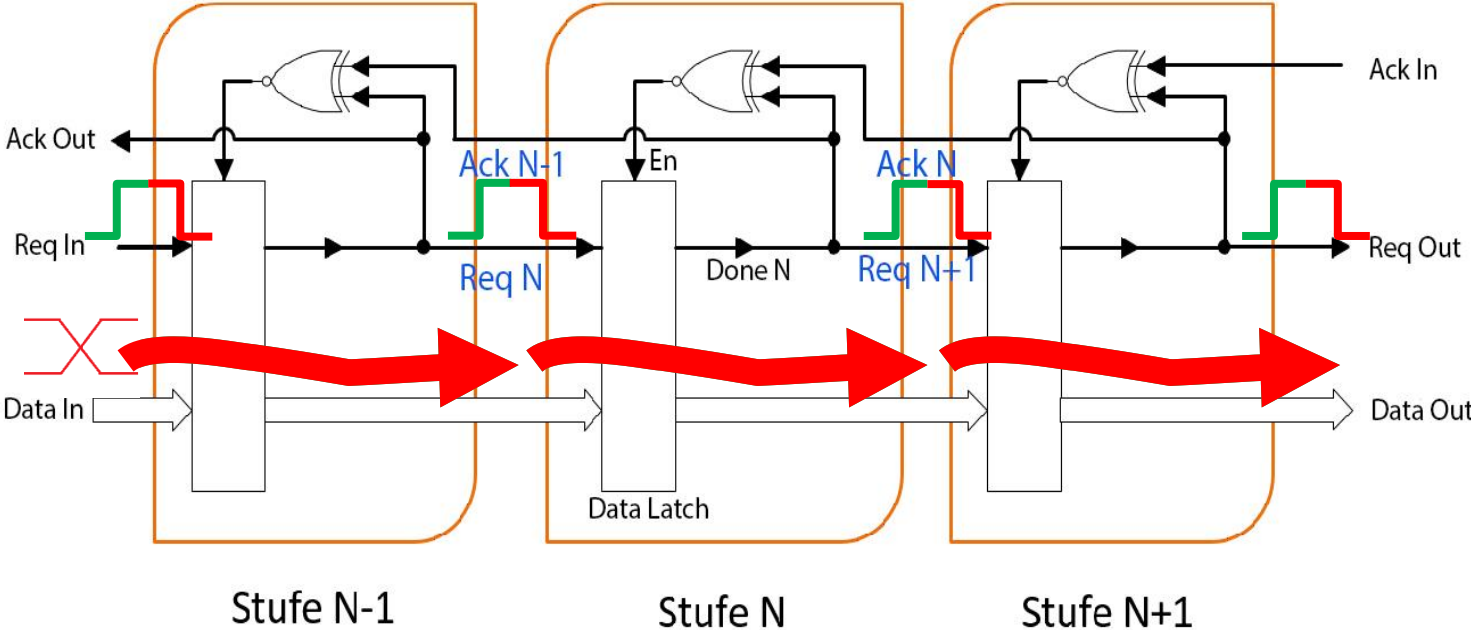 Ack In
Ack Out
Ack N-1
En
Ack N
Req In
Req N
Done N
Req N+1
Req Out
Data In
Data Out
Data Latch
Stufe N-1
Stufe N
Stufe N+1